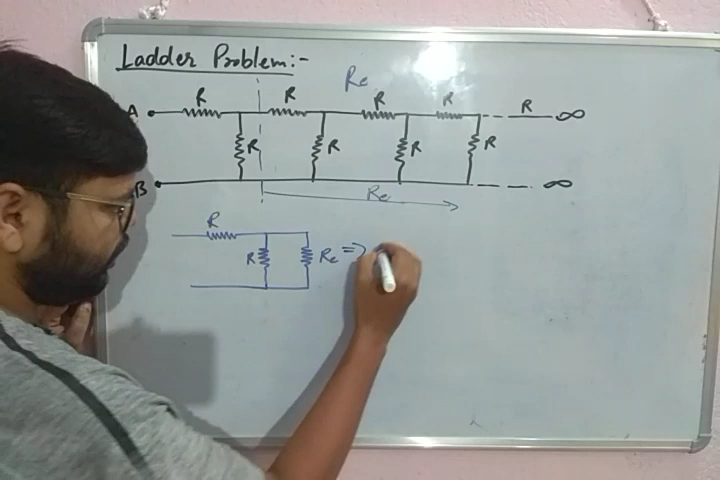 Ladder Problem:-
Re
A R R R R R ∞
R R R R
B ∞
Re
R
R Re =>